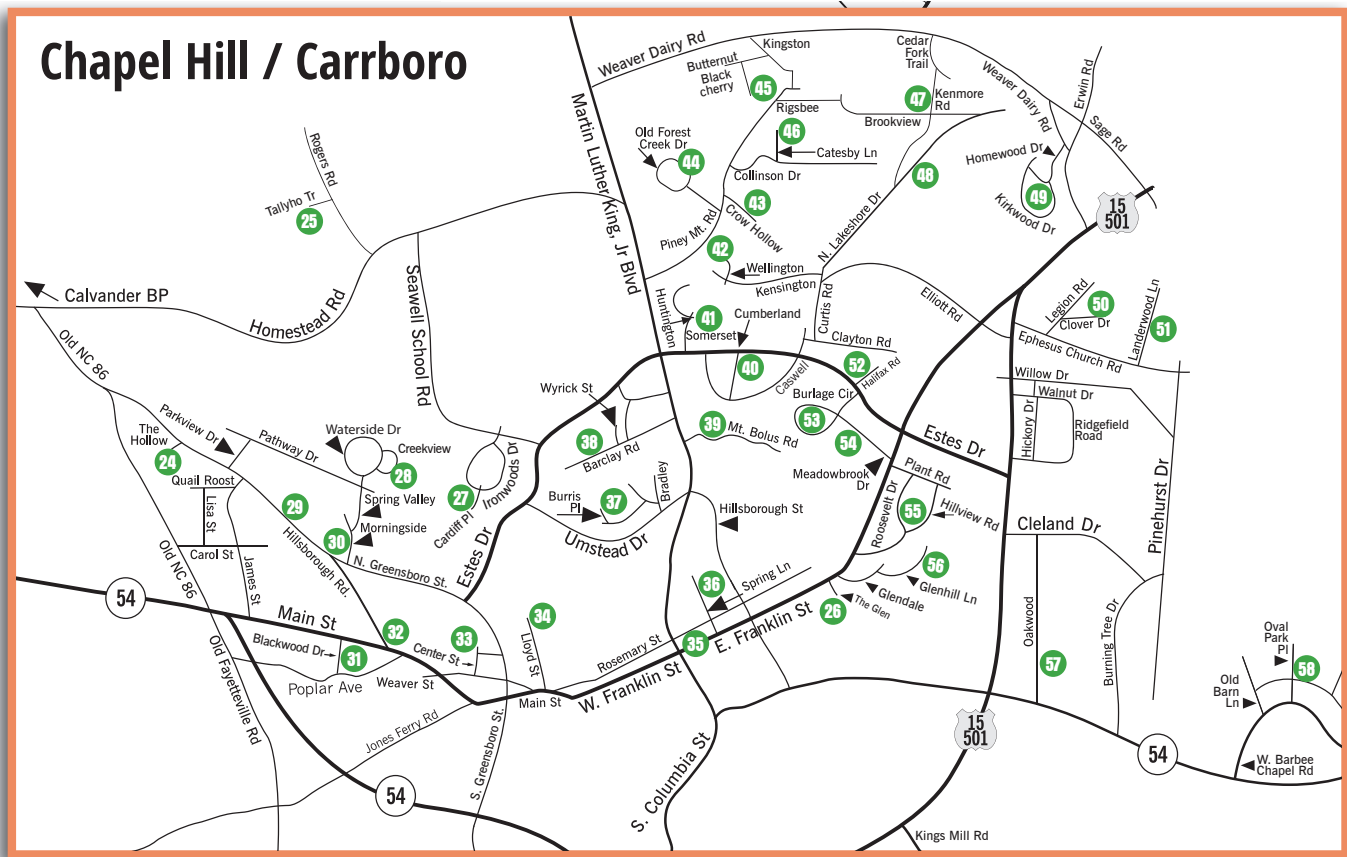 Chapel Hill / Carrboro
Weaver Dairy Rd
Kingston
Butternut
Black
cherry
45
Cedar
Fork
Trail
47
Kenmore
Rd
Weaver Dairy Rd
Erwin Rd
Sage Rd
Rigsbee
Brookview
46
Catesby Ln
Martin Luther King, Jr Blvd
Old Forest
Creek Dr
44
Collinson Dr
Homewood Dr
48
49
Kirkwood Dr
15
501
Rogers Rd
Tallyho Tr
25
43
Crow Hollow
Piney Mt. Rd
42
N. Lakeshore Dr
Wellington
Kensington
Calvander BP
Homestead Rd
Seawell School Rd
Huntington
41
Somerset
Cumberland
Curtis Rd
Elliott Rd
Legion Rd
50
Clover Dr
Landerwood Ln
51
Ephesus Church Rd
Old NC 86
Clayton Rd
40
Caswell
52
Halifax Rd
Willow Dr
Walnut Dr
Hickory Dr
Ridgefield
Road
Wyrick St
Burlage Cir
53
54
Estes Dr
Parkview Dr
The
Hollow
24
Pathway Dr
Waterside Dr
Creekview
28
38
Barclay Rd
39
Mt. Bolus Rd
Meadowbrook
Dr
Plant Rd
Quail Roost
Lisa St
29
Spring Valley
27
Ironwoods Dr
Cardiff Pl
Burris
Pl
37
Bradley
Hillsborough St
Roosevelt Dr
55
Hillview Rd
Cleland Dr
Pinehurst Dr
30
Morningside
Umstead Dr
Carol St
Old NC 86
James St
Hillsborough Rd.
N. Greensboro St.
Estes Dr
36
Spring Ln
56
Glenhill Ln
Glendale
The Glen
26
54
Main St
Blackwood Dr
31
32
33
Center St
34
Lloyd St
Rosemary St
35
E. Franklin St
Oakwood
57
Burning Tree Dr
Oval
Park
Pl
58
Old
Barn
Ln
Old Fayetteville Rd
Poplar Ave
Weaver St
Main St
W. Franklin St
Jones Ferry Rd
S. Greensboro St.
S. Columbia St
15
501
54
W. Barbee
Chapel Rd
54
Kings Mill Rd